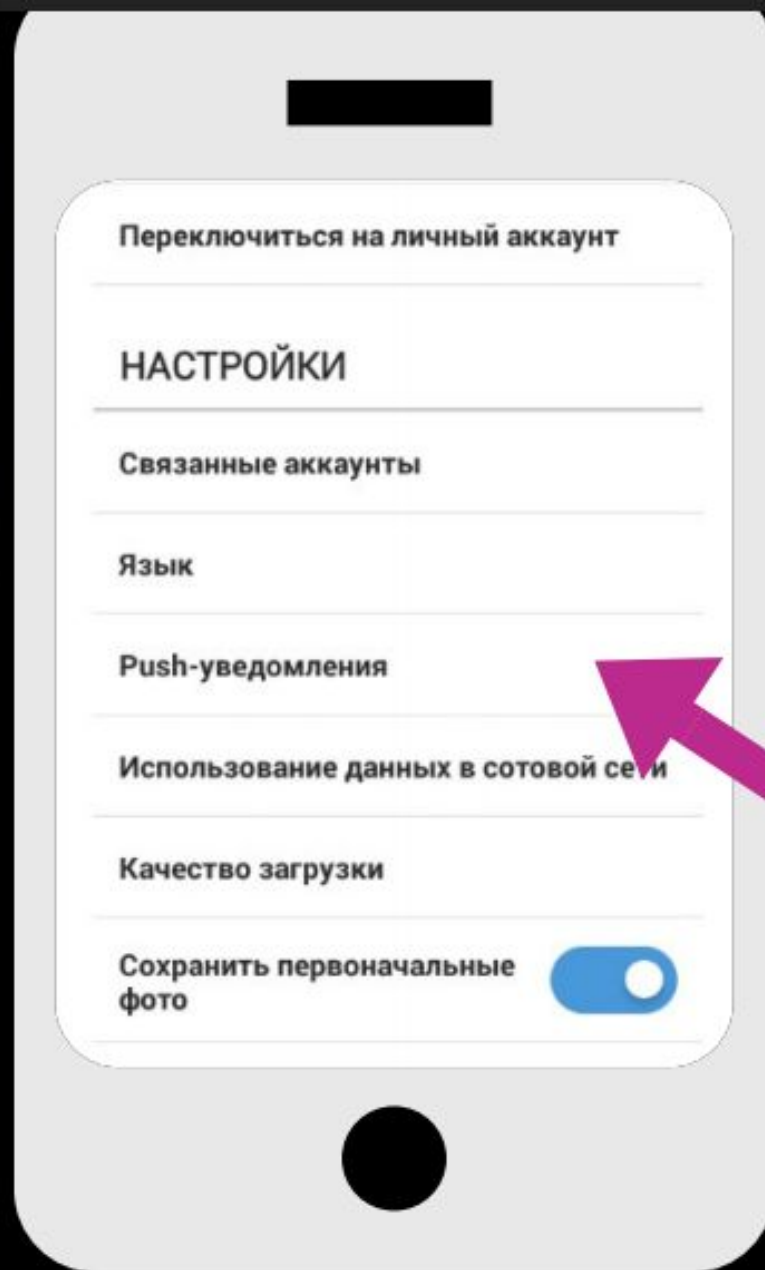 Переключиться на личный аккаунт
НАСТРОЙКИ
Связанные аккаунты
Язык
Push-уведомления
Использование данных в сотовой сети
Качество загрузки
Сохранить первоначальные
фото